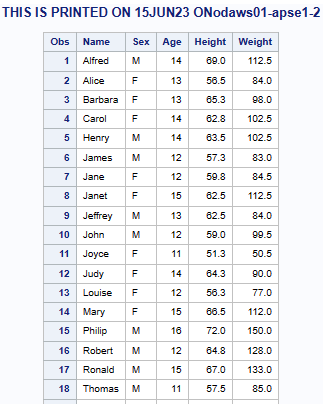 THIS IS PRINTED ON 15JUN23 ONodaws01-apse1-2
Obs Name Sex Age Height Weight
1 Alfred M 14 69.0 112.5
2 Alice F 13 56.5 84.0
3 Barbara F 13 65.3 98.0
4 Carol F 14 62.8 102.5
5 Henry M 14 63.5 102.5
6 James M 12 57.3 83.0
7 Jane F 12 59.8 84.5
8 Janet F 15 62.5 112.5
9 Jeffrey M 13 62.5 84.0
10 John M 12 59.0 99.5
11 Joyce F 11 51.3 50.5
12 Judy F 14 64.3 90.0
13 Louise F 12 56.3 77.0
14 Mary F 15 66.5 112.0
15 Philip M 16 72.0 150.0
16 Robert M 12 64.8 128.0
17 Ronald M 15 67.0 133.0
18 Thomas M 11 57.5 85.0